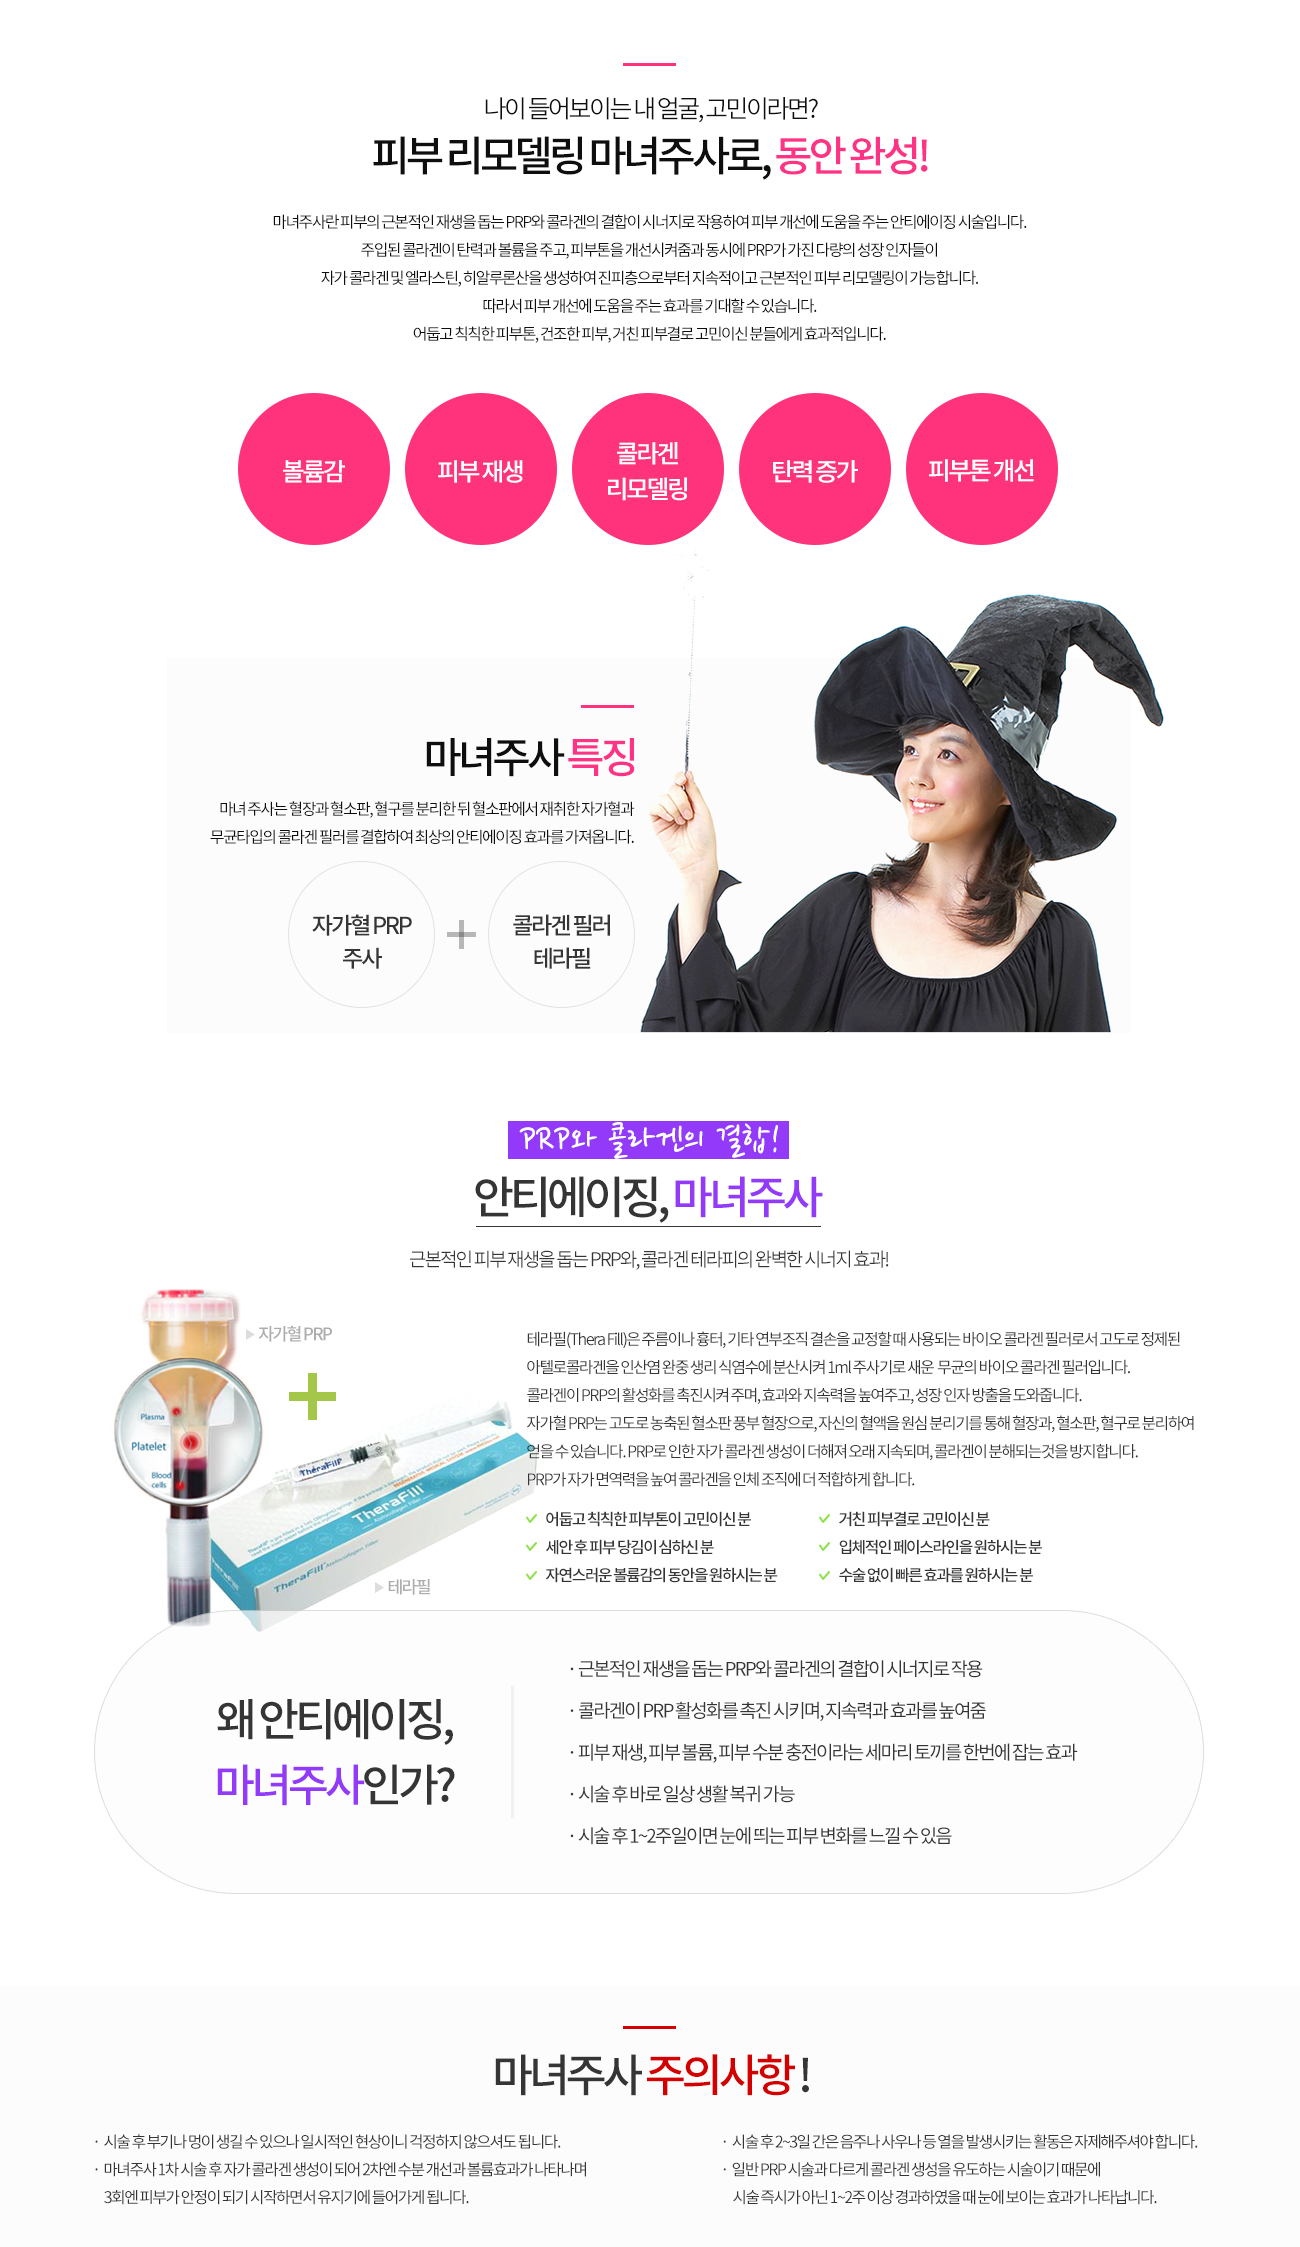 나이 들어보이는 내 얼굴, 고민이라면?
피부 리모델링 마녀주사로, 동안 완성!
마녀주사란 피부의 근본적인 재생을 돕는 PRP와 콜라겐의 결합이 시너지로 작용하여 피부 개선에 도움을 주는 안티에이징 시술입니다.
주입된 콜라겐이 탄력과 볼륨을 주고, 피부톤을 개선시켜줌과 동시에 PRP가 가진 다량의 성장 인자들이
자가 콜라겐 및 엘라스틴, 히알루론산을 생성하여 진피층으로부터 지속적이고 근본적인 피부 리모델링이 가능합니다.
따라서 피부 개선에 도움을 주는 효과를 기대할 수 있습니다.
어둡고 칙칙한 피부톤, 건조한 피부, 거친 피부결로 고민이신 분들에게 효과적입니다.
볼륨감
피부 재생
콜라겐
리모델링
탄력 증가
피부톤 개선
마녀주사 특징
마녀 주사는 혈장과 혈소판, 혈구를 분리한 뒤 혈소판에서 재취한 자가혈과
무균타입의 콜라겐 필러를 결합하여 최상의 안티에이징 효과를 가져옵니다.
자가혈 PRP
주사
콜라겐 필러
테라필
PRP와 콜라겐의 결합!
안티에이징, 마녀주사
근본적인 피부 재생을 돕는 PRP와, 콜라겐 테라피의 완벽한 시너지 효과!
자가혈 PRP
Plasma
Platelet
Blood
cells
TheraFill
TheraFill
Atelocollagen Filler
TheraFill
테라필
테라필(Thera Fill)은 주름이나 흉터, 기타 연부조직 결손을 교정할 때 사용되는 바이오 콜라겐 필러로서 고도로 정제된
아텔로콜라겐을 인산염 완중 생리 식염수에 분산시켜 1ml 주사기로 새운 무균의 바이오 콜라겐 필러입니다.
콜라겐이 PRP의 활성화를 촉진시켜 주며, 효과와 지속력을 높여주고, 성장 인자 방출을 도와줍니다.
자가혈 PRP는 고도로 농축된 혈소판 풍부 혈장으로, 자신의 혈액을 원심 분리기를 통해 혈장과, 혈소판, 혈구로 분리하여
얻을 수 있습니다. PRP로 인한 자가 콜라겐 생성이 더해져 오래 지속되며, 콜라겐이 분해되는것을 방지합니다.
PRP가 자가 면역력을 높여 콜라겐을 인체 조직에 더 적합하게 합니다.
어둡고 칙칙한 피부톤이 고민이신 분
거친 피부결로 고민이신 분
세안 후 피부 당김이 심하신 분
입체적인 페이스라인을 원하시는 분
자연스러운 볼륨감의 동안을 원하시는 분
수술 없이 빠른 효과를 원하시는 분
왜 안티에이징,
마녀주사인가?
· 근본적인 재생을 돕는 PRP와 콜라겐의 결합이 시너지로 작용
· 콜라겐이 PRP 활성화를 촉진 시키며, 지속력과 효과를 높여줌
· 피부 재생, 피부 볼륨, 피부 수분 충전이라는 세마리 토끼를 한번에 잡는 효과
· 시술 후 바로 일상 생활 복귀 가능
· 시술 후 1~2주일이면 눈에 띄는 피부 변화를 느낄 수 있음
마녀주사 주의사항 !
· 시술 후 부기나 멍이 생길 수 있으나 일시적인 현상이니 걱정하지 않으셔도 됩니다.
· 마녀주사 1차 시술 후 자가 콜라겐 생성이 되어 2차엔 수분 개선과 볼륨효과가 나타나며
3회엔 피부가 안정이 되기 시작하면서 유지기에 들어가게 됩니다.
· 시술 후 2~3일 간은 음주나 사우나 등 열을 발생시키는 활동은 자제해주셔야 합니다.
· 일반 PRP 시술과 다르게 콜라겐 생성을 유도하는 시술이기 때문에
시술 즉시가 아닌 1~2주 이상 경과하였을 때 눈에 보이는 효과가 나타납니다.